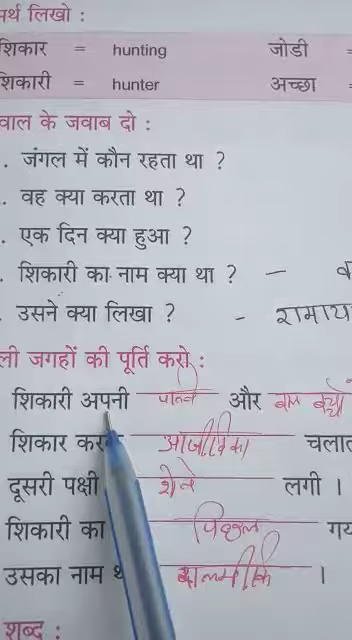 र्थ लिखो :
शिकार = hunting जोडी =
शिकारी = hunter अच्छा =
वाल के जवाब दो :
. जंगल में कौन रहता था ?
. वह क्या करता था ?
. एक दिन क्या हुआ ?
. शिकारी का नाम क्या था ? - व
. उसने क्या लिखा ? - रामाय
ली जगहों की पूर्ति करो :
शिकारी अपनी पत्नि और बच्चों
शिकार कर आजीविका चलात
दूसरी पक्षी रोने लगी ।
शिकारी का पिघल गय
उसका नाम थ वाल्मीकि ।
शब्द :